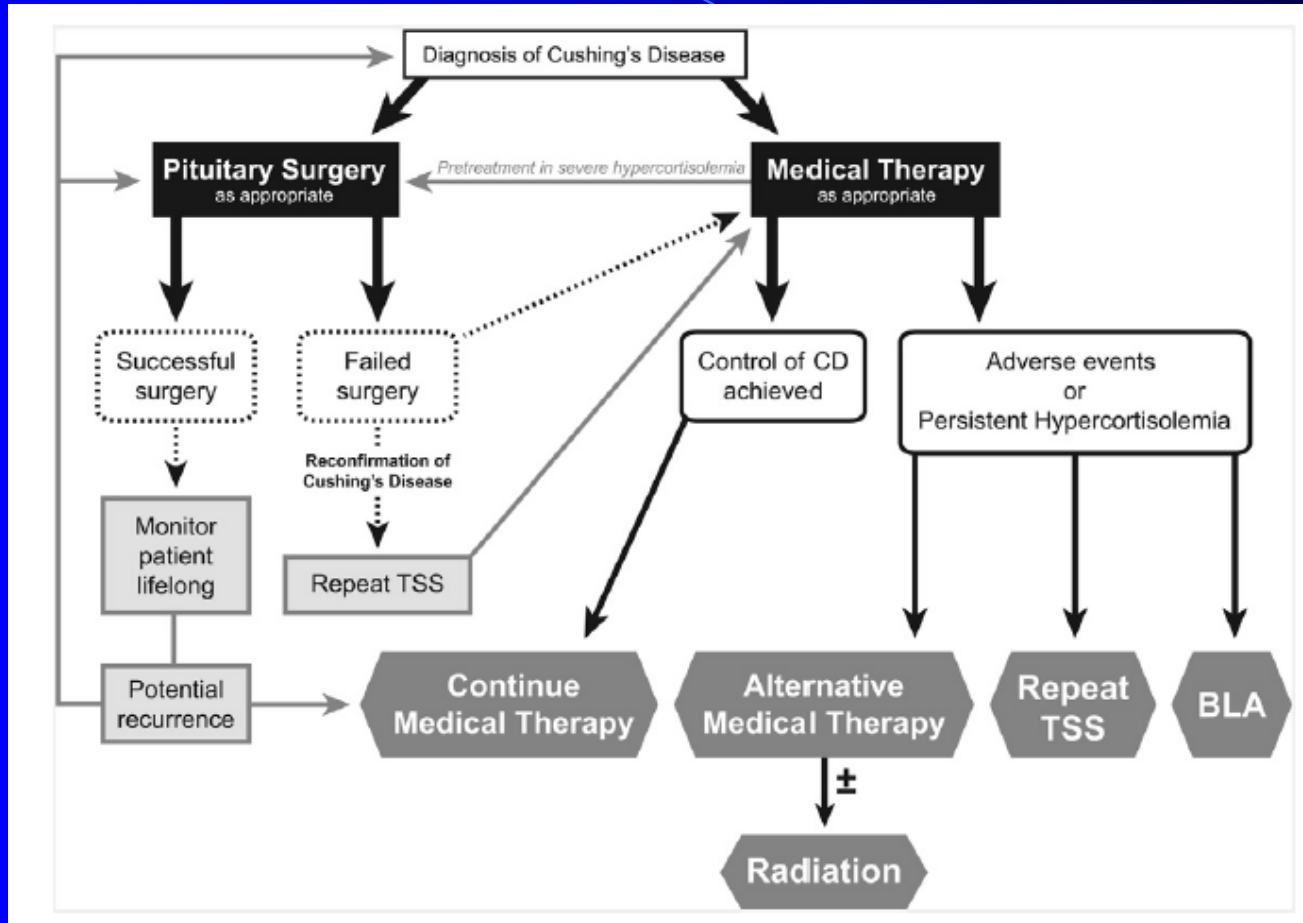 Diagnosis of Cushing's Disease
Pituitary Surgery
as appropriate
Pretreatment in severe hypercortisolemia
Medical Therapy
as appropriate
Successful
surgery
Failed
surgery
Control of CD
achieved
Adverse events
or
Persistent Hypercortisolemia
Reconfirmation of
Cushing's Disease
Monitor
patient
lifelong
Repeat TSS
Potential
recurrence
Continue
Medical Therapy
Alternative
Medical Therapy
Repeat
TSS
BLA
±
Radiation